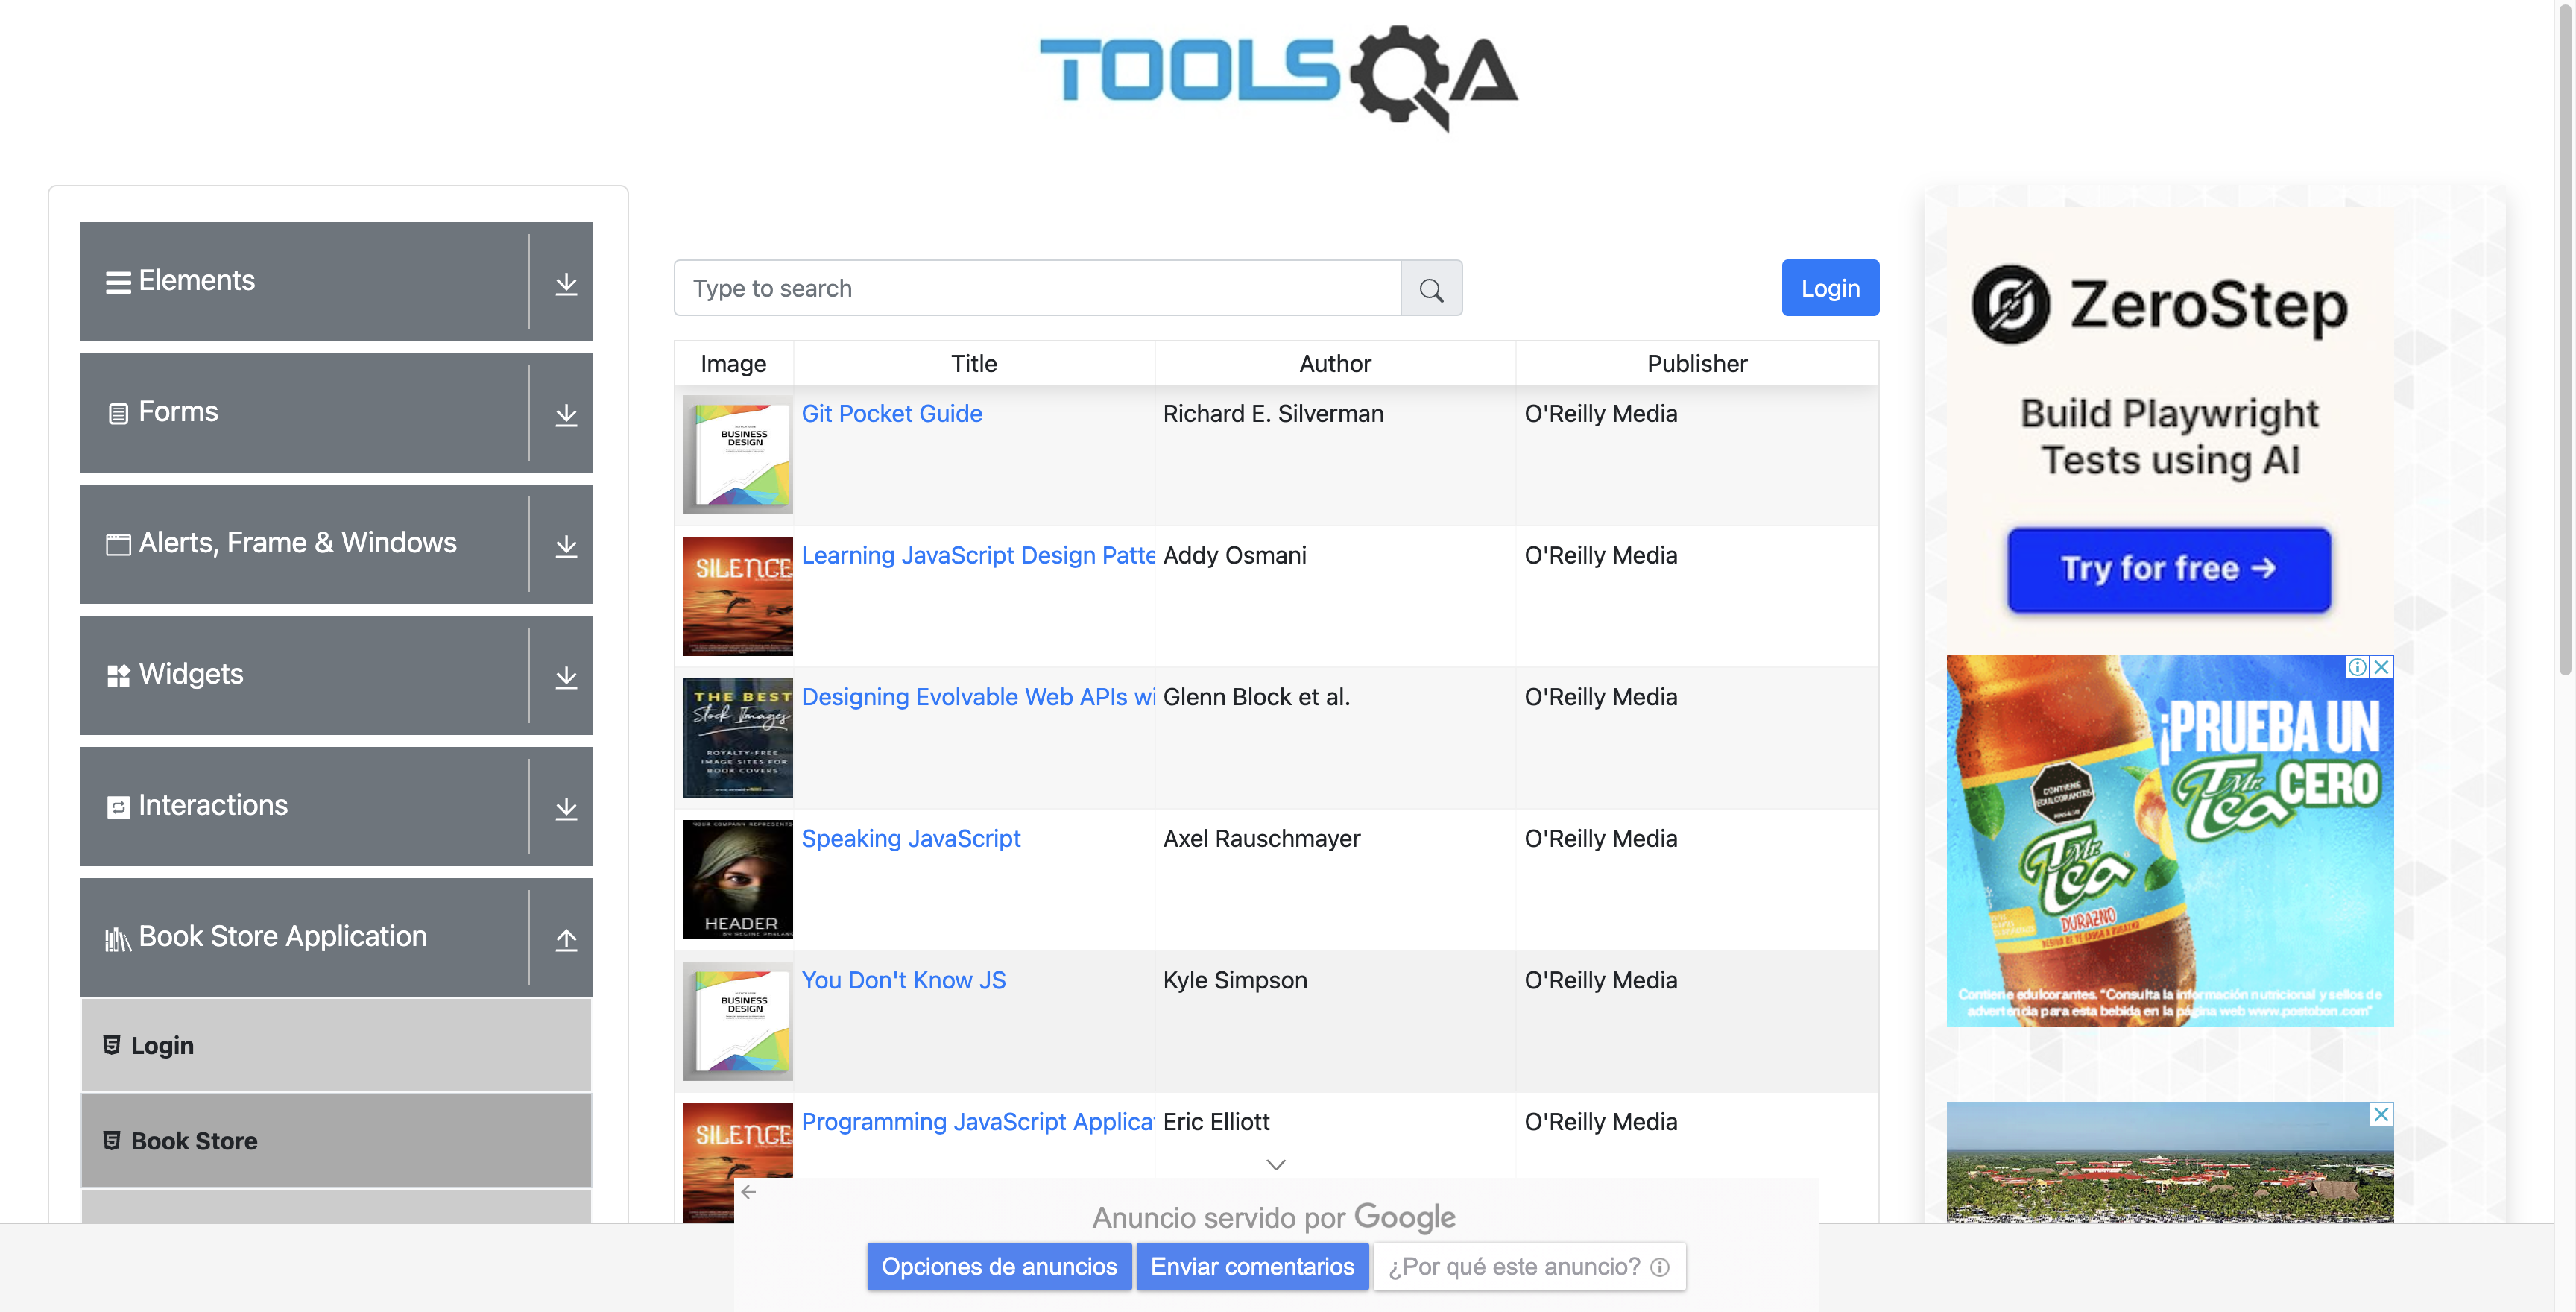 TOOLSQA
Elements
Forms
Alerts, Frame & Windows
Widgets
Interactions
Book Store Application
Login
Book Store
Type to search
Login
Image Title Author Publisher
BUSINESS
DESIGN
Git Pocket Guide Richard E. Silverman O'Reilly Media
SILENCE
Learning JavaScript Design Patte Addy Osmani O'Reilly Media
THE BEST
Stock Images
ROYALTY-FREE
IMAGE SITES FOR
BOOK COVERS
Designing Evolvable Web APIs wi Glenn Block et al. O'Reilly Media
YOUR COMPANY REPRESENTS
HEADER
Speaking JavaScript Axel Rauschmayer O'Reilly Media
BUSINESS
DESIGN
You Don't Know JS Kyle Simpson O'Reilly Media
SILENCE
Programming JavaScript Applica Eric Elliott O'Reilly Media
ZeroStep
Build Playwright
Tests using AI
Try for free →
¡PRUEBA UN
Mr. Tea CERO
CONTIENE
EDULCORANTES
Mr. Tea
DURAZNO
Contiene edulcorantes. "Consulta la información nutricional y sellos de
advertencia para esta bebida en la página web www.postobon.com"
Anuncio servido por Google
Opciones de anuncios
Enviar comentarios
¿Por qué este anuncio?